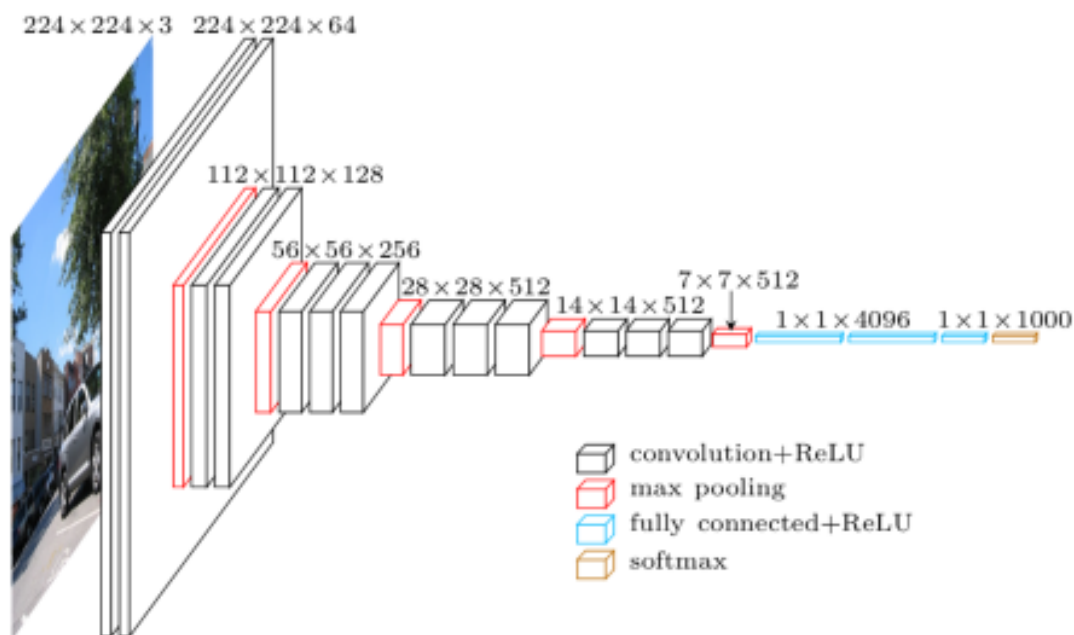 224×224×3 224×224×64
112×112×128
56×56×256
28×28×512
14×14×512
7×7×512
1×1×4096 1×1×1000
convolution+ReLU
max pooling
fully connected+ReLU
softmax